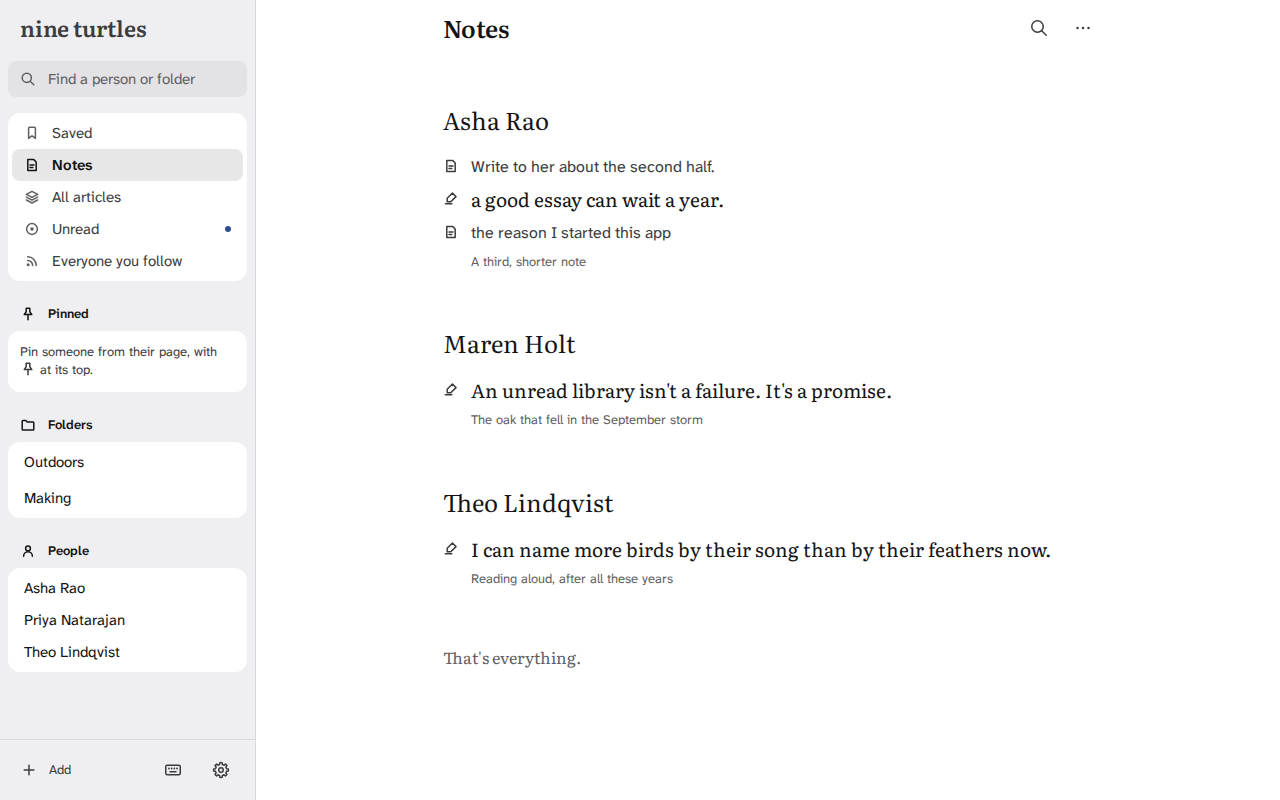 nine turtles
Find a person or folder
Saved
Notes
All articles
Unread
Everyone you follow
Pinned
Pin someone from their page, with
at its top.
Folders
Outdoors
Making
People
Asha Rao
Priya Natarajan
Theo Lindqvist
Add
Notes
Asha Rao
Write to her about the second half.
a good essay can wait a year.
the reason I started this app
A third, shorter note
Maren Holt
An unread library isn't a failure. It's a promise.
The oak that fell in the September storm
Theo Lindqvist
I can name more birds by their song than by their feathers now.
Reading aloud, after all these years
That's everything.